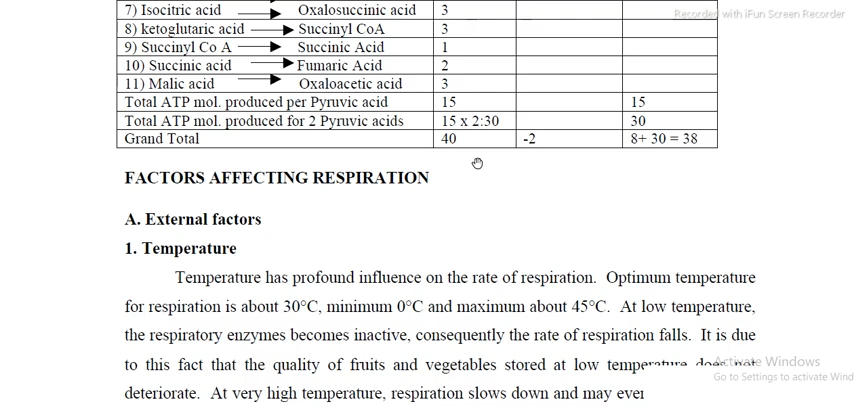 7) Isocitric acid Oxalosuccinic acid 3
Recorded with iFun Screen Recorder
8) ketoglutaric acid Succinyl CoA 3
9) Succinyl Co A Succinic Acid 1
10) Succinic acid Fumaric Acid 2
11) Malic acid Oxaloacetic acid 3
Total ATP mol. produced per Pyruvic acid 15 15
Total ATP mol. produced for 2 Pyruvic acids 15 x 2:30 30
Grand Total 40 -2 8+ 30 = 38
FACTORS AFFECTING RESPIRATION
A. External factors
1. Temperature
Temperature has profound influence on the rate of respiration. Optimum temperature
for respiration is about 30°C, minimum 0°C and maximum about 45°C. At low temperature,
the respiratory enzymes becomes inactive, consequently the rate of respiration falls. It is due
to this fact that the quality of fruits and vegetables stored at low temperature does not
Activate Windows
Go to Settings to activate Wind
deteriorate. At very high temperature, respiration slows down and may ever